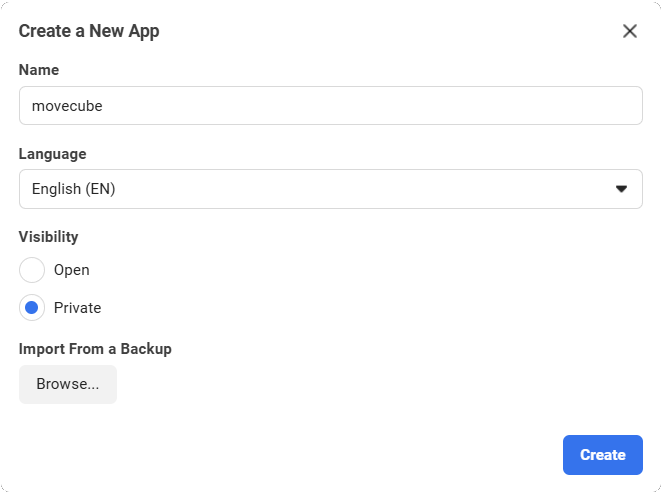 Create a New App
Name
movecube
Language
English (EN)
Visibility
Open
Private
Import From a Backup
Browse...
Create